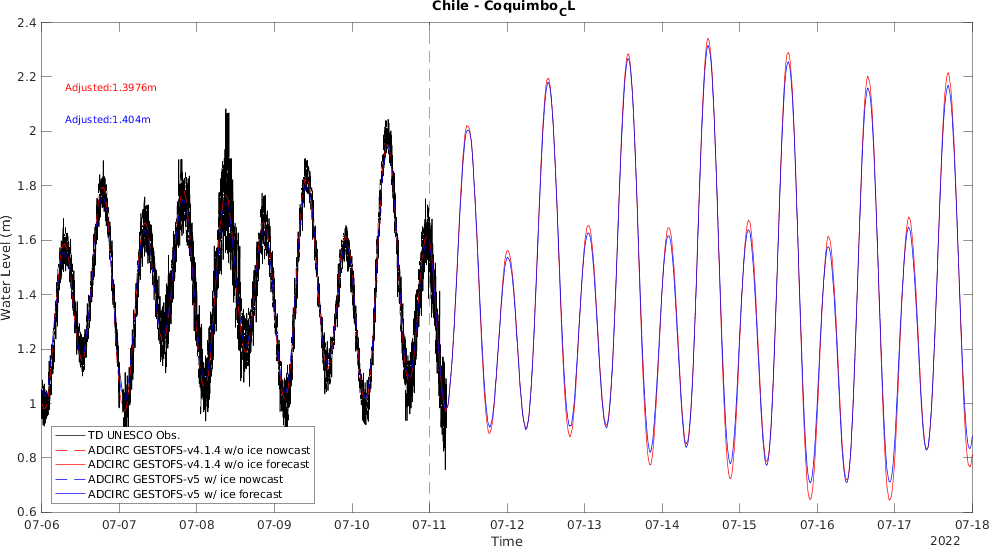 Chile - Coquimbo_CL
2.4
2.2
2
1.8
1.6
1.4
1.2
1
0.8
0.6
Water Level (m)
Adjusted:1.3976m
Adjusted:1.404m
TD UNESCO Obs.
ADCIRC GESTOFS-v4.1.4 w/o ice nowcast
ADCIRC GESTOFS-v4.1.4 w/o ice forecast
ADCIRC GESTOFS-v5 w/ ice nowcast
ADCIRC GESTOFS-v5 w/ ice forecast
07-06 07-07 07-08 07-09 07-10 07-11 07-12 07-13 07-14 07-15 07-16 07-17 07-18
Time
2022